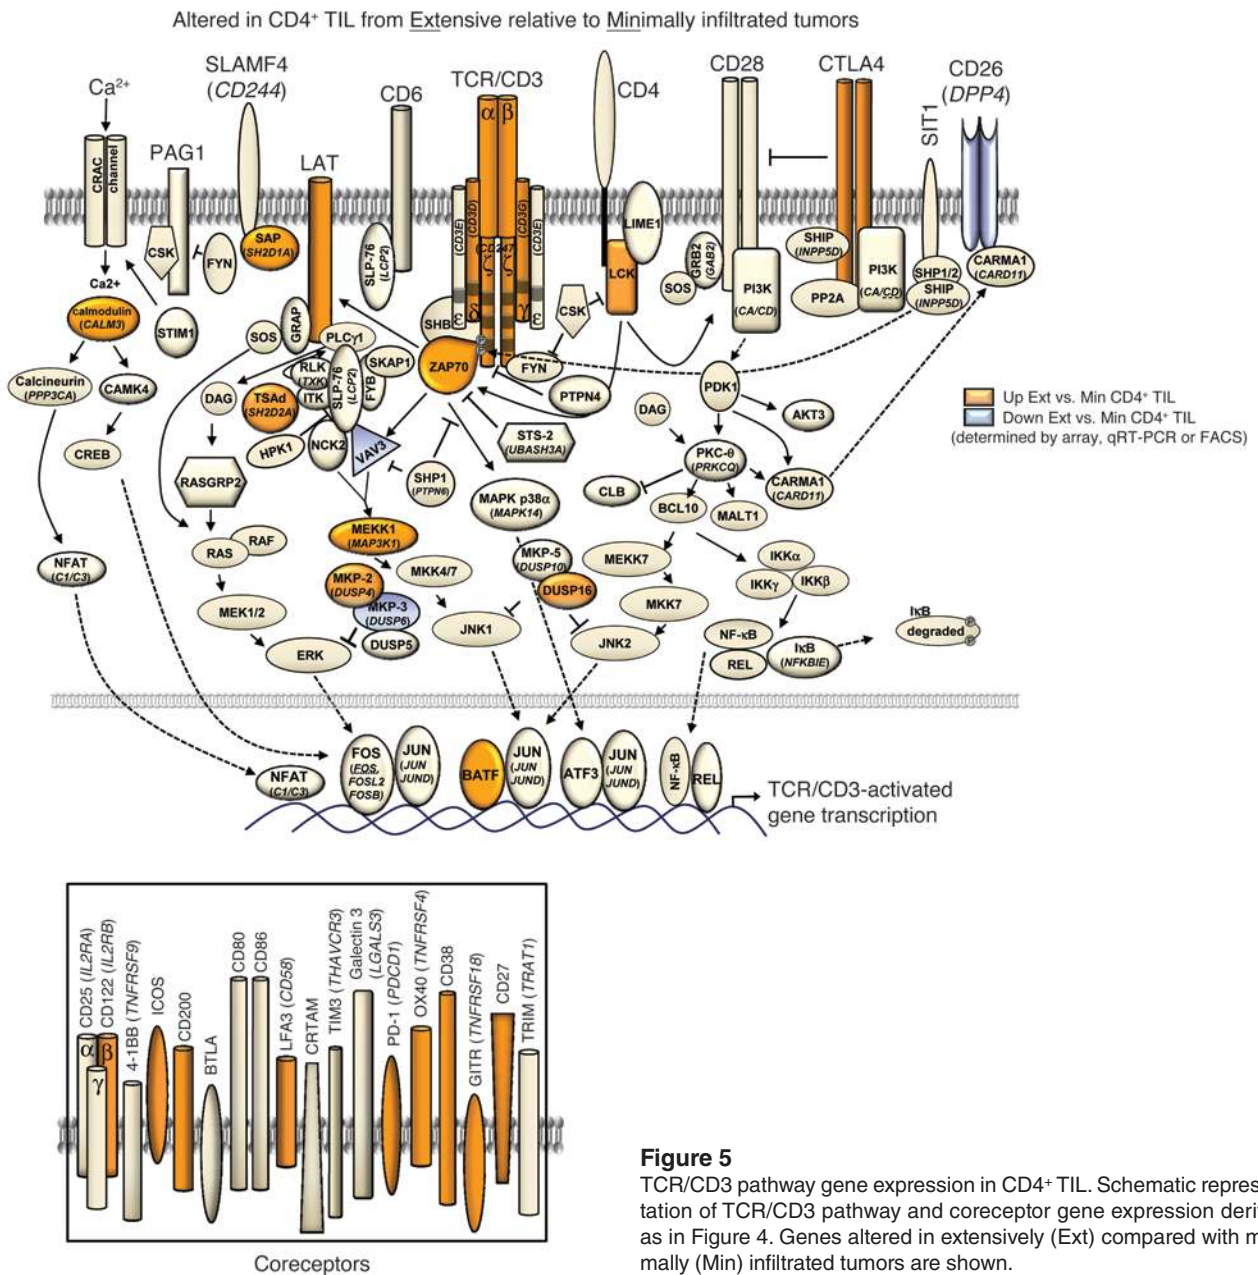 Altered in CD4+ TIL from Extensive relative to Minimally infiltrated tumors
Ca2+
SLAMF4
(CD244)
CD6
TCR/CD3
CD4
CD28
CTLA4
CD26
(DPP4)
SIT1
PAG1
LAT
CRAC
channel
α
β
(CD3E)
(CD3D)
(CD3G)
(CD3E)
(CD247)
ζ
ζ
ε
δ
γ
ε
CSK
FYN
SAP
(SH2D1A)
SLP-76
(LCP2)
LIME1
LCK
GRB2
(GAB2)
SOS
PI3K
(CA/CD)
SHIP
(INPP5D)
PP2A
PI3K
(CA/CD)
SHP1/2
SHIP
(INPP5D)
CARMA1
(CARD11)
Ca2+
calmodulin
(CALM3)
STIM1
SOS
GRAP
PLCγ1
SHB
ZAP70
P
P
FYN
CSK
PTPN4
Calcineurin
(PPP3CA)
CAMK4
DAG
RLK
(TXK)
ITK
SLP-76
(LCP2)
FYB
SKAP1
TSAd
(SH2D2A)
HPK1
NCK2
VAV3
STS-2
(UBASH3A)
SHP1
(PTPN6)
MAPK p38α
(MAPK14)
CREB
RASGRP2
PDK1
DAG
AKT3
PKC-θ
(PRKCQ)
CLB
BCL10
MALT1
CARMA1
(CARD11)
Up Ext vs. Min CD4+ TIL
Down Ext vs. Min CD4+ TIL
(determined by array, qRT-PCR or FACS)
NFAT
(C1/C3)
RAS
RAF
MEKK1
(MAP3K1)
MKK4/7
MKP-2
(DUSP4)
MKP-3
(DUSP6)
DUSP5
MEK1/2
ERK
JNK1
MKP-5
(DUSP10)
DUSP16
MEKK7
MKK7
JNK2
IKKα
IKKγ
IKKβ
NF-κB
REL
IκB
(NFKBIE)
IκB
degraded
P
P
NFAT
(C1/C3)
FOS
(FOS,
FOSL2
FOSB)
JUN
(JUN
JUND)
BATF
JUN
(JUN
JUND)
ATF3
JUN
(JUN
JUND)
NF-κB
REL
TCR/CD3-activated
gene transcription
CD25 (IL2RA)
CD122 (IL2RB)
4-1BB (TNFRSF9)
ICOS
CD200
BTLA
CD80
CD86
LFA3 (CD58)
CRTAM
TIM3 (THAVCR3)
Galectin 3
(LGALS3)
PD-1 (PDCD1)
OX40 (TNFRSF4)
CD38
GITR (TNFRSF18)
CD27
TRIM (TRAT1)
α
β
γ
Coreceptors
Figure 5
TCR/CD3 pathway gene expression in CD4+ TIL. Schematic repres
tation of TCR/CD3 pathway and coreceptor gene expression deriv
as in Figure 4. Genes altered in extensively (Ext) compared with m
mally (Min) infiltrated tumors are shown.